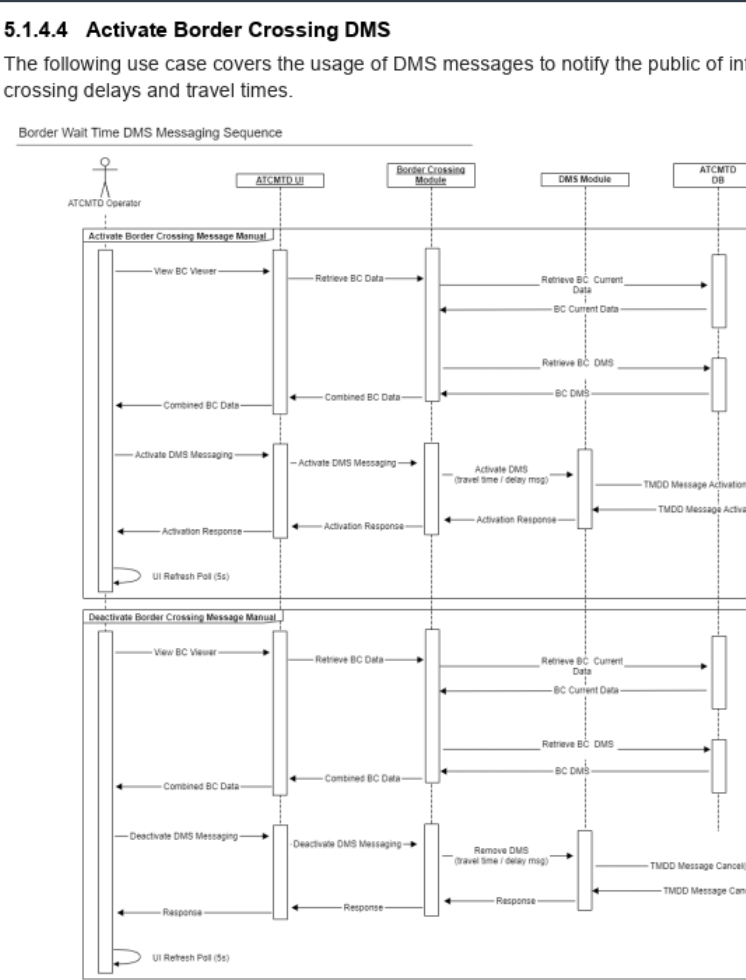 5.1.4.4 Activate Border Crossing DMS
The following use case covers the usage of DMS messages to notify the public of
crossing delays and travel times.
Border Wait Time DMS Messaging Sequence
ATCMTD Operator
ATCMTD UI
Border Crossing
Module
DMS Module
ATCMTD
DB
Activate Border Crossing Message Manual
View BC Viewer
Retrieve BC Data
Retrieve BC Current
Data
BC Current Data
Retrieve BC DMS
BC DMS
Combined BC Data
Combined BC Data
Activate DMS Messaging
Activate DMS Messaging
Activate DMS
(travel time / delay msg)
TMDD Message Activation
TMDD Message
Activation Response
Activation Response
Activation Response
UI Refresh Poll (5s)
Deactivate Border Crossing Message Manual
View BC Viewer
Retrieve BC Data
Retrieve BC Current
Data
BC Current Data
Retrieve BC DMS
BC DMS
Combined BC Data
Combined BC Data
Deactivate DMS Messaging
Deactivate DMS Messaging
Remove DMS
(travel time / delay msg)
TMDD Message
TMDD Message
Response
Response
Response
UI Refresh Poll (5s)